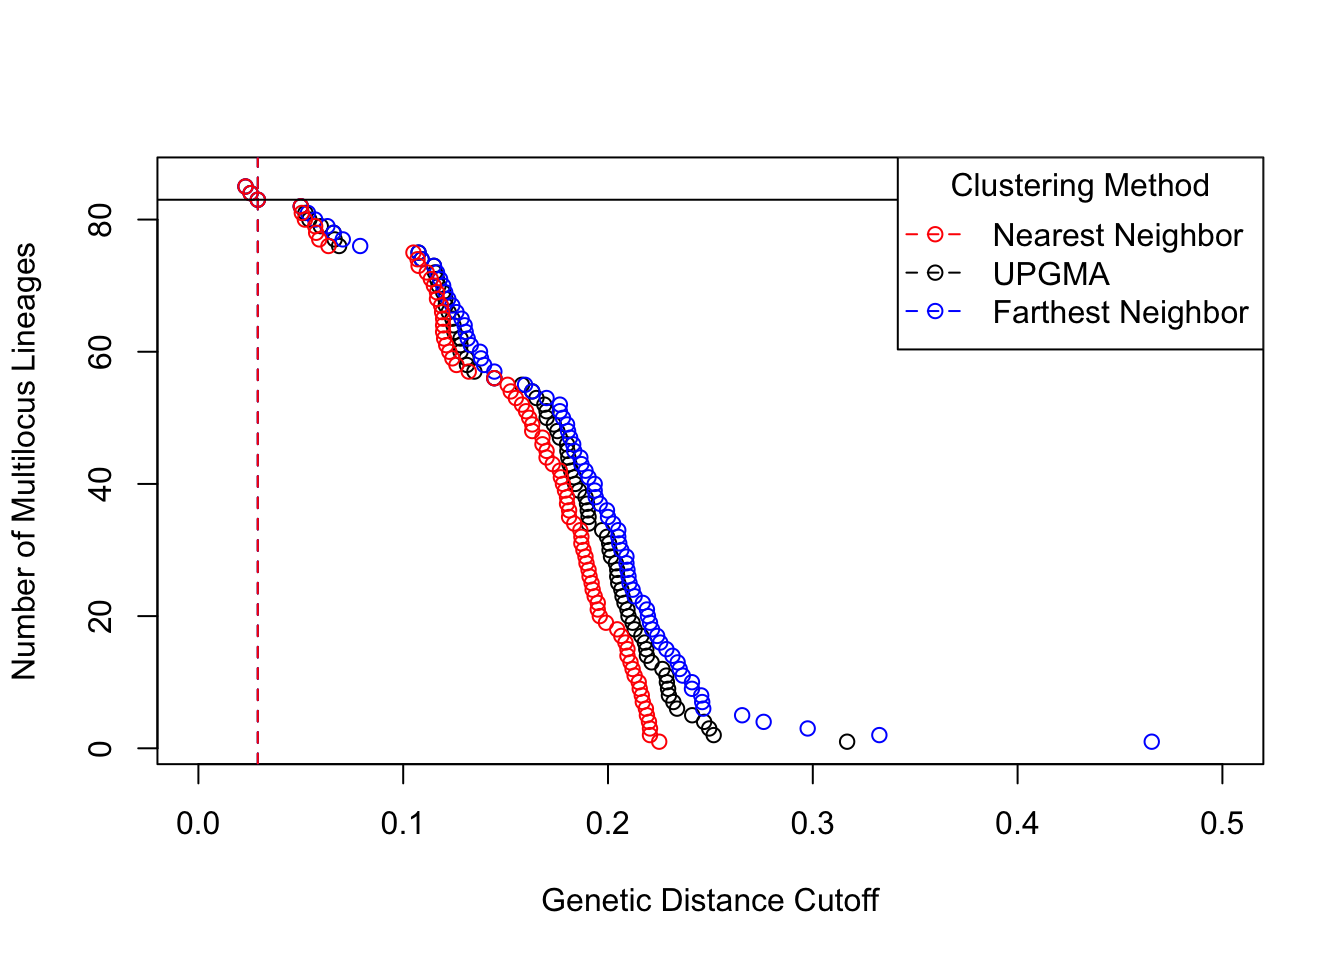 Clustering Method
Nearest Neighbor
UPGMA
Farthest Neighbor
Number of Multilocus Lineages
80
60
40
20
0
0.0 0.1 0.2 0.3 0.4 0.5
Genetic Distance Cutoff